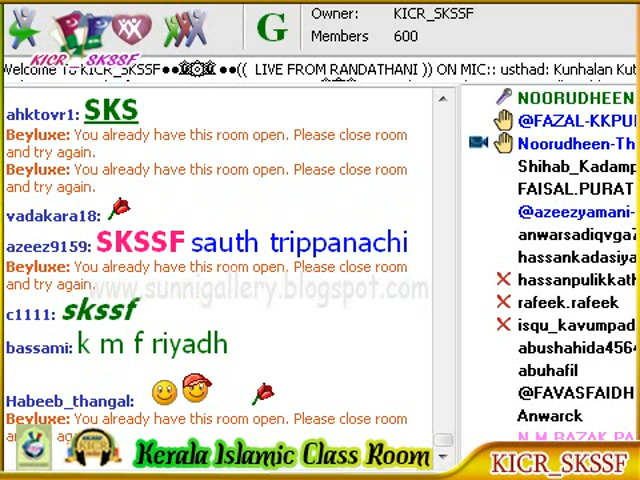 Owner: KICR_SKSSF
Members 600
G
KICR_SKSSF
Welcome To KICR_SKSSF●●۞●●(( LIVE FROM RANDATHANI )) ON MIC:: usthad: Kunhalan Kut
ahktovr1: SKS
Beyluxe: You already have this room open. Please close room
and try again.
Beyluxe: You already have this room open. Please close room
and try again.
vadakara18:
azeez9159: SKSSF sauth trippanachi
Beyluxe: You already have this room open. Please close room
and try again.
www.sunnigallery.blogspot.com
c1111: skssf
bassami: k m f riyadh
Habeeb_thangal:
Beyluxe: You already have this room open. Please close room
NOORUDHEEN
@FAZAL-KKPU
Noorudheen-Th
Shihab_Kadamp
FAISAL.PURAT
@azeezyamani-
anwarsadiqvga7
hassankadasiya
hassanpulikkath
rafeek.rafeek
isqu_kavumpad
abushahida4564
abuhafil
@FAVASFAIDH
Anwarck
N.M.RAZAK.PA
Kerala Islamic Class Room
KICR_SKSSF